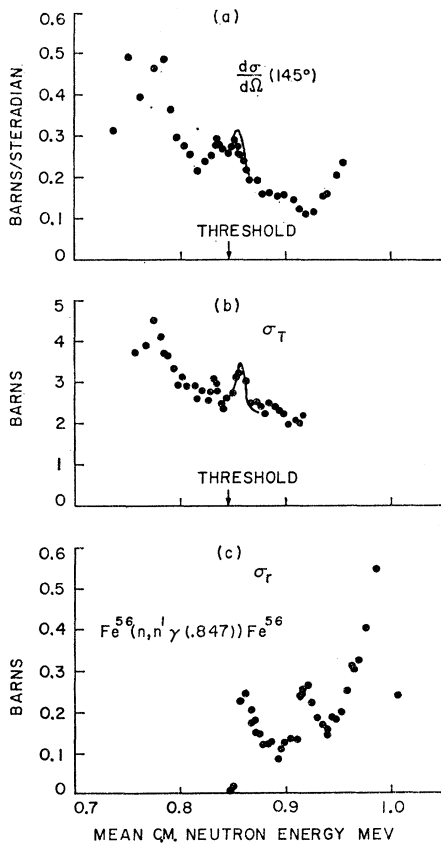 (a)
0.6
0.5
0.4
0.3
0.2
0.1
0
BARNS/STERADIAN
dσ/dΩ (145°)
THRESHOLD
(b)
5
4
3
2
1
0
BARNS
σT
THRESHOLD
(c)
0.6
0.5
0.4
0.3
0.2
0.1
0
BARNS
σr
Fe56(n,n'γ(.847))Fe56
0.7
0.8
0.9
1.0
MEAN C.M. NEUTRON ENERGY MEV